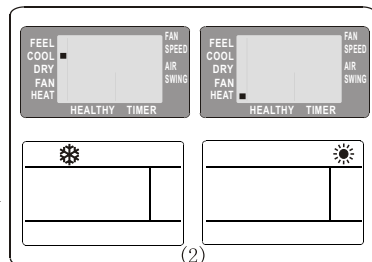 FEEL
COOL
DRY
FAN
HEAT
FAN
SPEED
AIR
SWING
HEALTHY TIMER
FEEL
COOL
DRY
FAN
HEAT
FAN
SPEED
AIR
SWING
HEALTHY TIMER
(2)